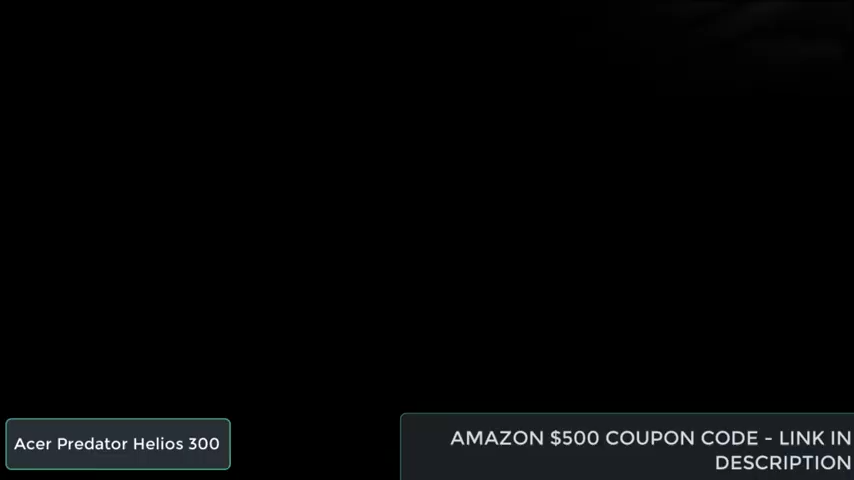 Acer Predator Helios 300
AMAZON $500 COUPON CODE - LINK IN
DESCRIPTION